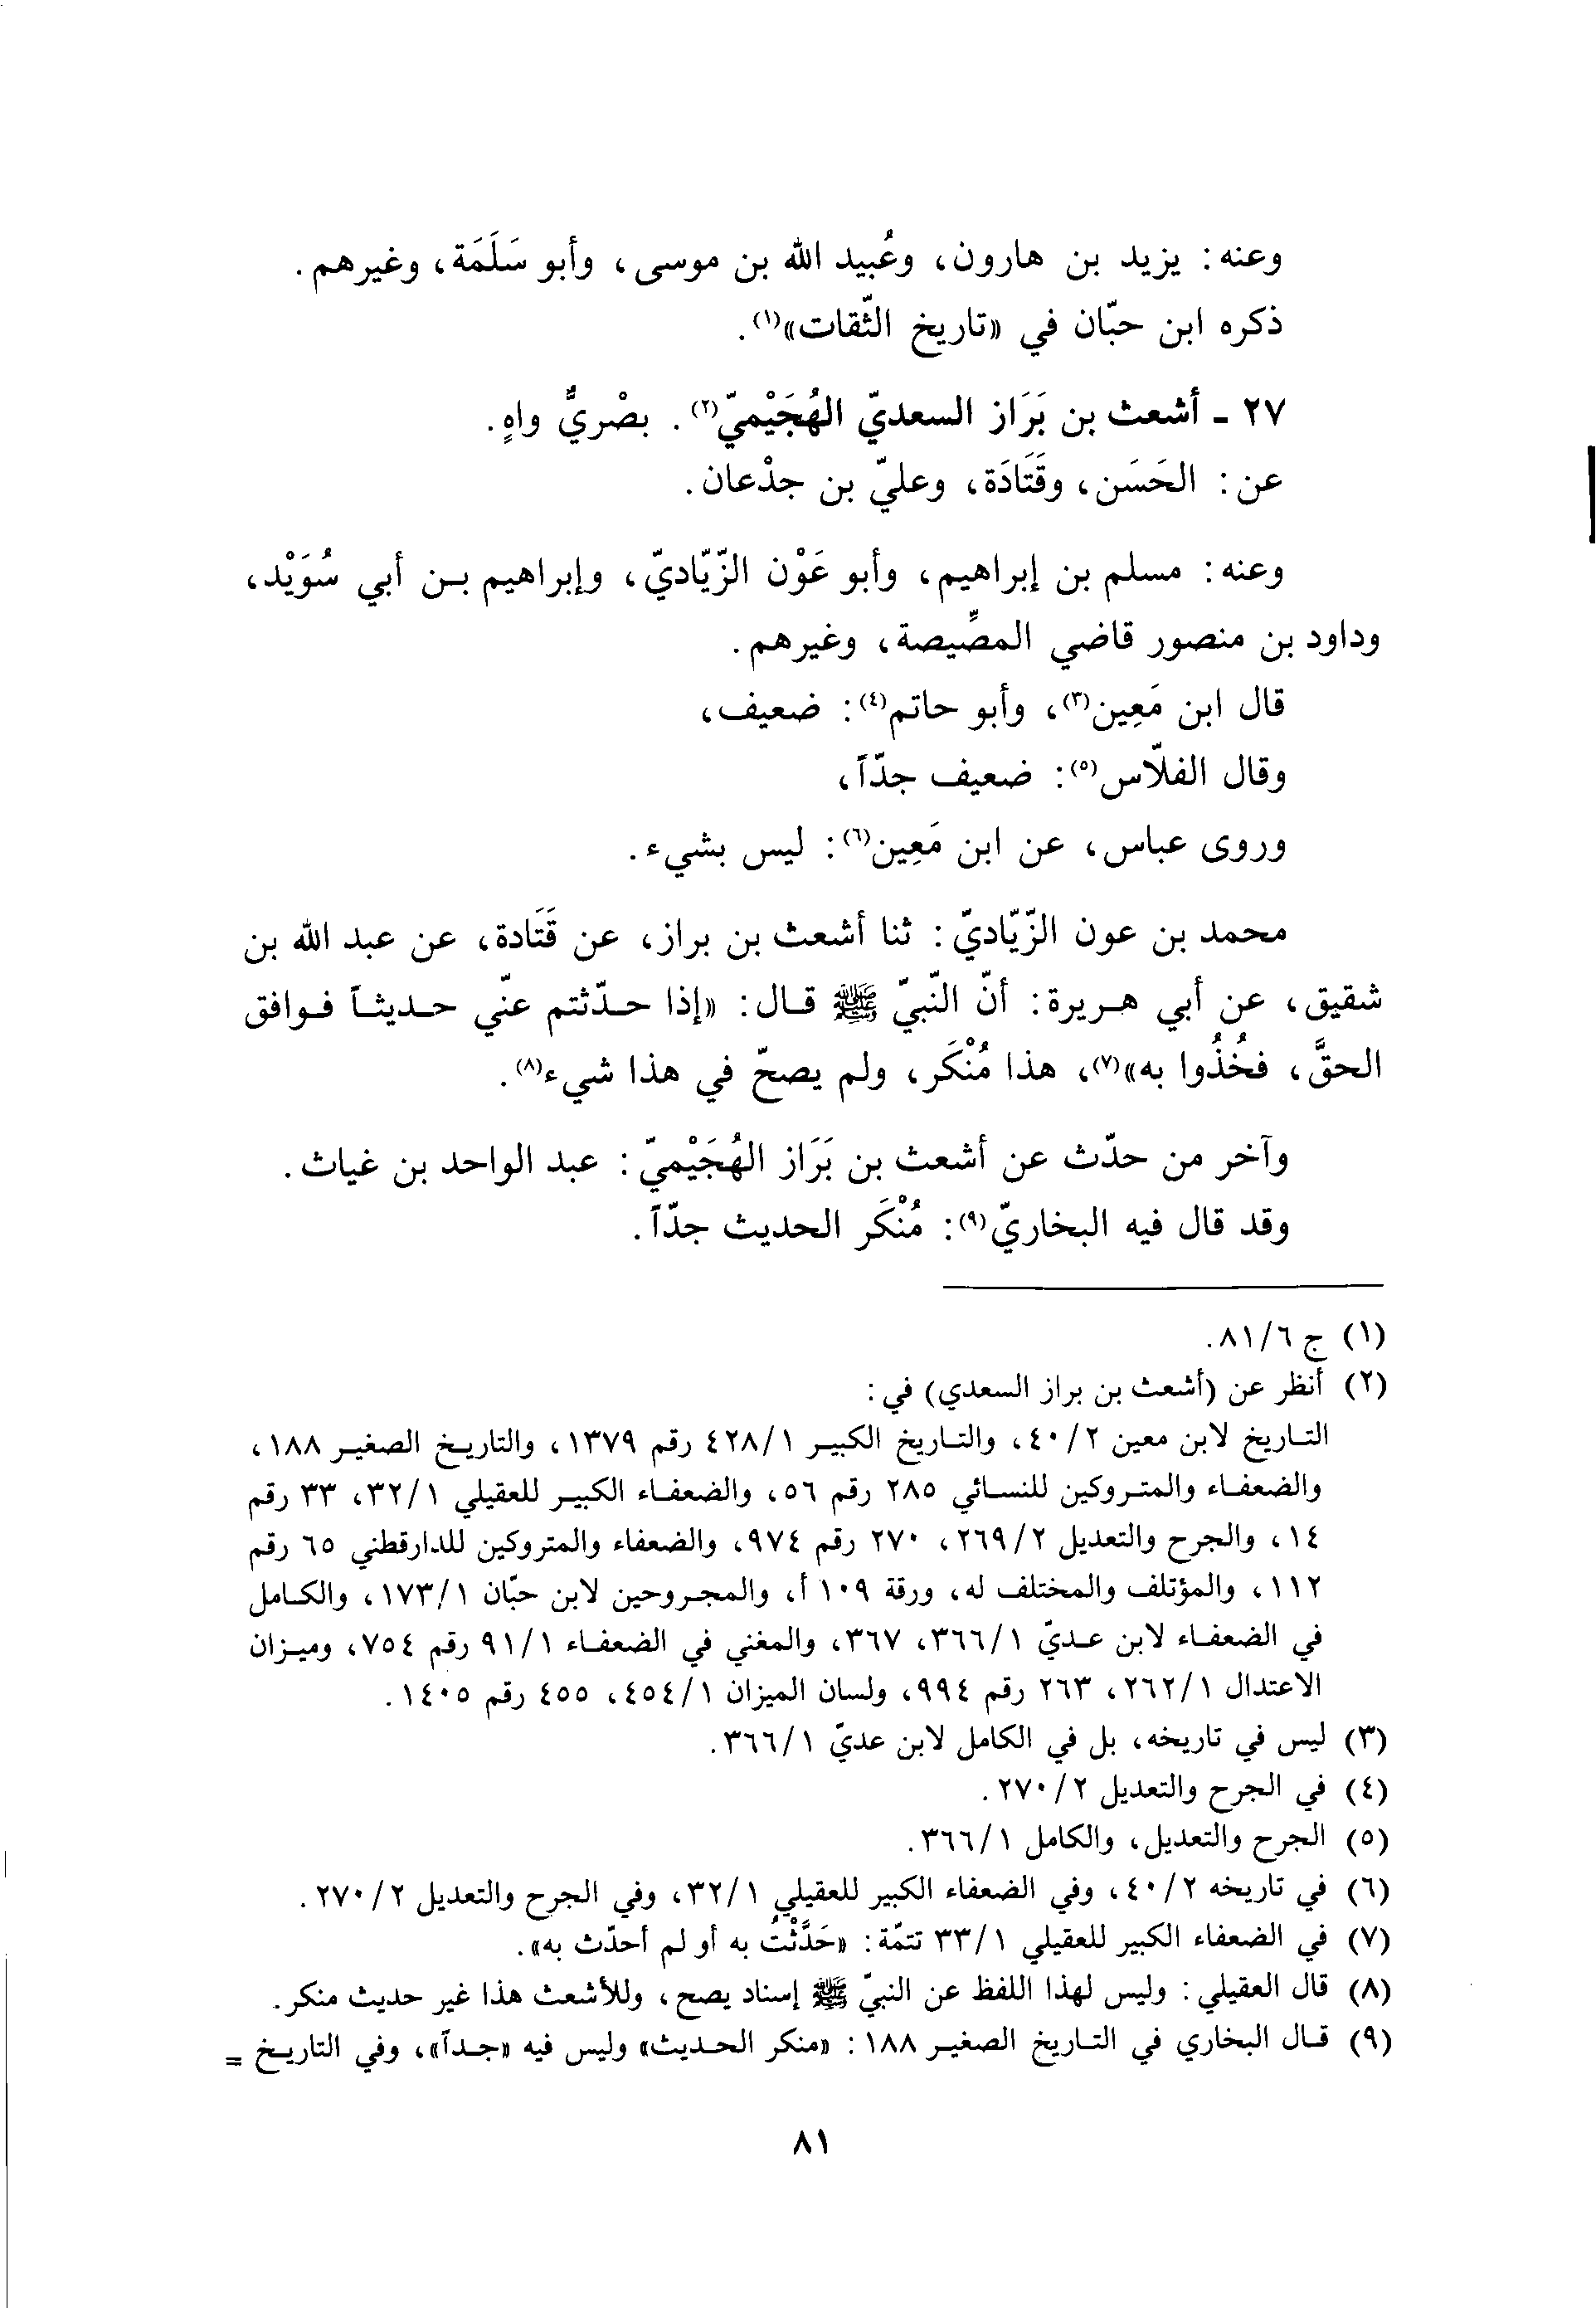 وعنه: يزيد بن هارون، وعُبيد الله بن موسى، وأبو سَلَمَة، وغيرهم.
ذكره ابن حبّان في «تاريخ الثّقات»(١).
٢٧ - أشعث بن بَرَاز السعديّ الهُجَيْميّ(٢). بصْريٌّ واهٍ.
عن: الحَسَن، وقَتَادَة، وعليّ بن جدْعان.
وعنه: مسلم بن إبراهيم، وأبو عَوْن الزّيّاديّ، وإبراهيم بن أبي سُوَيْد،
وداود بن منصور قاضي المصِّيصة، وغيرهم.
قال ابن مَعِين(٣)، وأبو حاتم(٤): ضعيف،
وقال الفلّاس(٥): ضعيف جدّاً،
وروى عباس، عن ابن مَعِين(٦): ليس بشيء.
محمد بن عون الزّيّاديّ: ثنا أشعث بن براز، عن قَتَادة، عن عبد الله بن
شقيق، عن أبي هريرة: أنّ النّبيّ ﷺ قال: «إذا حدّثتم عنّي حديثاً فوافق
الحقَّ، فخُذُوا به»(٧)، هذا مُنْكَر، ولم يصحّ في هذا شيء(٨).
وآخر من حدّث عن أشعث بن بَرَاز الهُجَيْميّ: عبد الواحد بن غياث.
وقد قال فيه البخاريّ(٩): مُنْكَر الحديث جدّاً.
(١) ج ٨١/٦.
(٢) أنظر عن (أشعث بن براز السعدي) في:
التاريخ لابن معين ٤٠/٢، والتاريخ الكبير ٤٢٨/١ رقم ١٣٧٩، والتاريخ الصغير ١٨٨،
والضعفاء والمتروكين للنسائي ٢٨٥ رقم ٥٦، والضعفاء الكبير للعقيلي ٣٢/١، ٣٣ رقم
١٤، والجرح والتعديل ٢٦٩/٢، ٢٧٠ رقم ٩٧٤، والضعفاء والمتروكين للدارقطني ٦٥ رقم
١١٢، والمؤتلف والمختلف له، ورقة ١٠٩ أ، والمجروحين لابن حبّان ١٧٣/١، والكامل
في الضعفاء لابن عديّ ٣٦٦/١، ٣٦٧، والمغني في الضعفاء ٩١/١ رقم ٧٥٤، وميزان
الاعتدال ٢٦٢/١، ٢٦٣ رقم ٩٩٤، ولسان الميزان ٤٥٤/١، ٤٥٥ رقم ١٤٠٥.
(٣) ليس في تاريخه، بل في الكامل لابن عديّ ٣٦٦/١.
(٤) في الجرح والتعديل ٢٧٠/٢.
(٥) الجرح والتعديل، والكامل ٣٦٦/١.
(٦) في تاريخه ٤٠/٢، وفي الضعفاء الكبير للعقيلي ٣٢/١، وفي الجرح والتعديل ٢٧٠/٢.
(٧) في الضعفاء الكبير للعقيلي ٣٣/١ تتمّة: «حَدَّثْتُ به أو لم أحدّث به».
(٨) قال العقيلي: وليس لهذا اللفظ عن النبيّ ﷺ إسناد يصح، وللأشعث هذا غير حديث منكر.
(٩) قال البخاري في التاريخ الصغير ١٨٨: «منكر الحديث» وليس فيه «جداً»، وفي التاريخ =
٨١